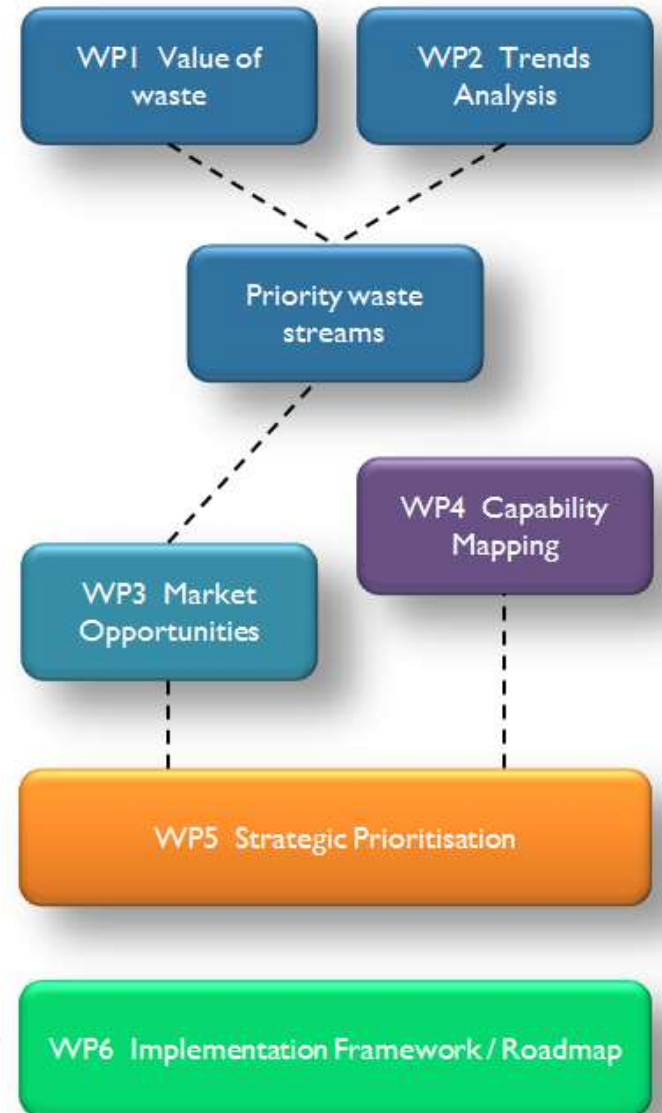 WP1 Value of
waste
WP2 Trends
Analysis
Priority waste
streams
WP4 Capability
Mapping
WP3 Market
Opportunities
WP5 Strategic Prioritisation
WP6 Implementation Framework / Roadmap